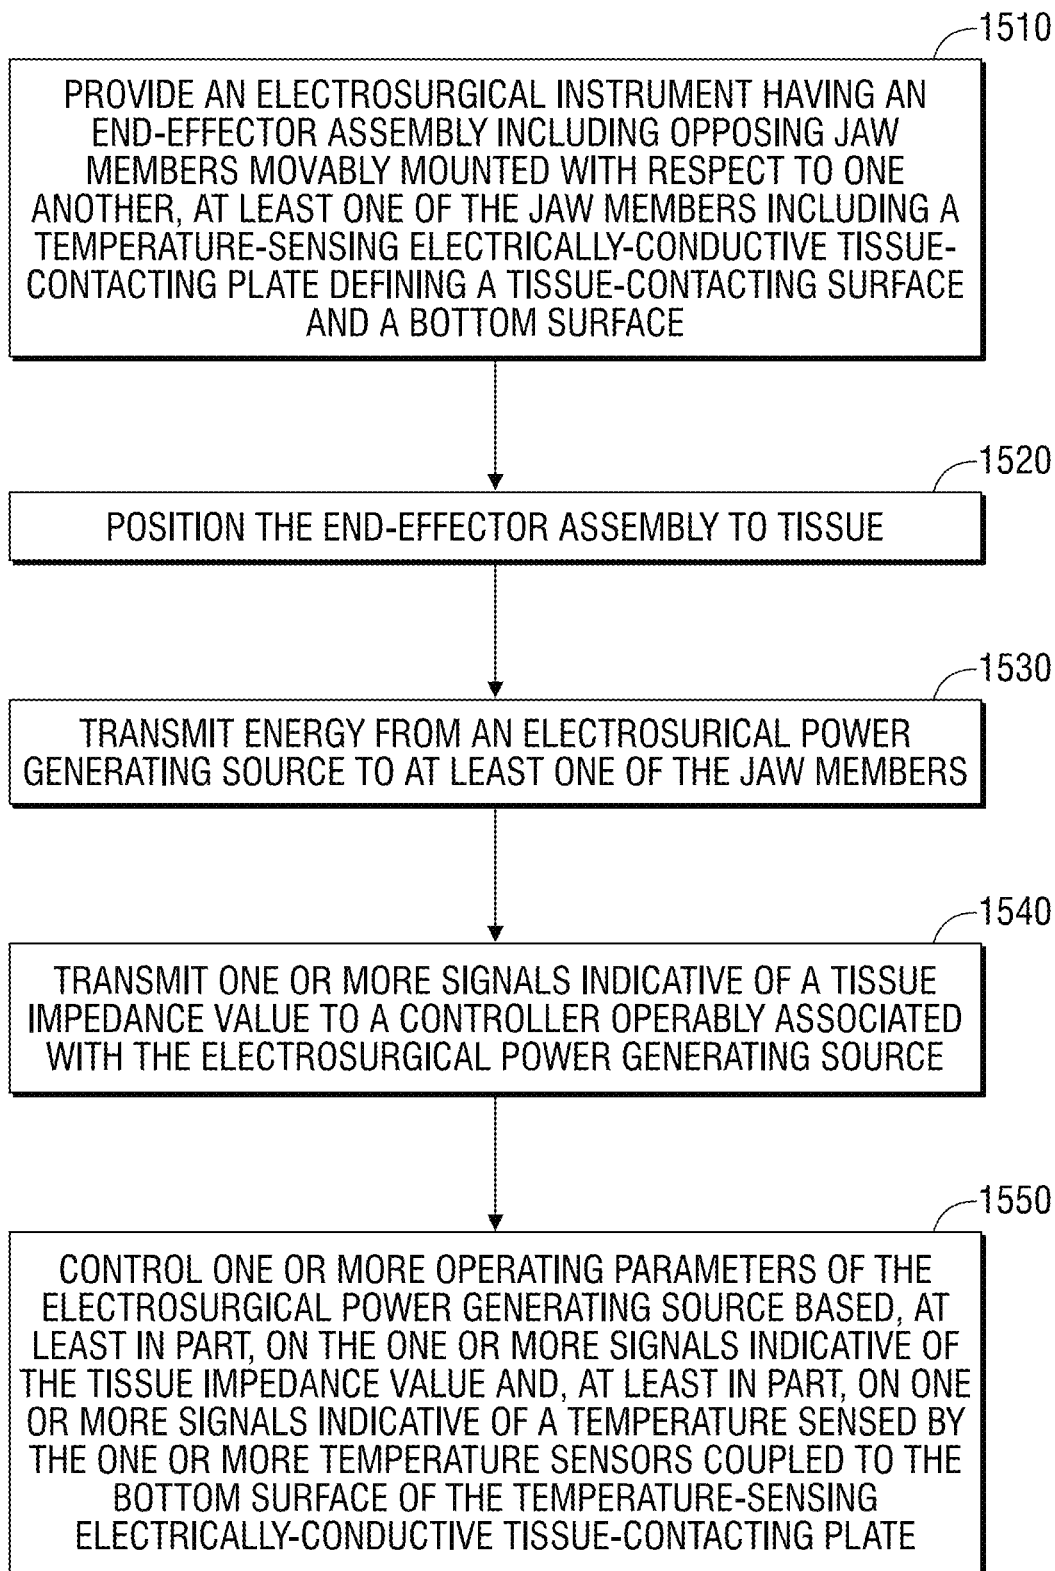 1510
PROVIDE AN ELECTROSURGICAL INSTRUMENT HAVING AN
END-EFFECTOR ASSEMBLY INCLUDING OPPOSING JAW
MEMBERS MOVABLY MOUNTED WITH RESPECT TO ONE
ANOTHER, AT LEAST ONE OF THE JAW MEMBERS INCLUDING A
TEMPERATURE-SENSING ELECTRICALLY-CONDUCTIVE TISSUE-
CONTACTING PLATE DEFINING A TISSUE-CONTACTING SURFACE
AND A BOTTOM SURFACE
1520
POSITION THE END-EFFECTOR ASSEMBLY TO TISSUE
1530
TRANSMIT ENERGY FROM AN ELECTROSURICAL POWER
GENERATING SOURCE TO AT LEAST ONE OF THE JAW MEMBERS
1540
TRANSMIT ONE OR MORE SIGNALS INDICATIVE OF A TISSUE
IMPEDANCE VALUE TO A CONTROLLER OPERABLY ASSOCIATED
WITH THE ELECTROSURGICAL POWER GENERATING SOURCE
1550
CONTROL ONE OR MORE OPERATING PARAMETERS OF THE
ELECTROSURGICAL POWER GENERATING SOURCE BASED, AT
LEAST IN PART, ON THE ONE OR MORE SIGNALS INDICATIVE OF
THE TISSUE IMPEDANCE VALUE AND, AT LEAST IN PART, ON ONE
OR MORE SIGNALS INDICATIVE OF A TEMPERATURE SENSED BY
THE ONE OR MORE TEMPERATURE SENSORS COUPLED TO THE
BOTTOM SURFACE OF THE TEMPERATURE-SENSING
ELECTRICALLY-CONDUCTIVE TISSUE-CONTACTING PLATE